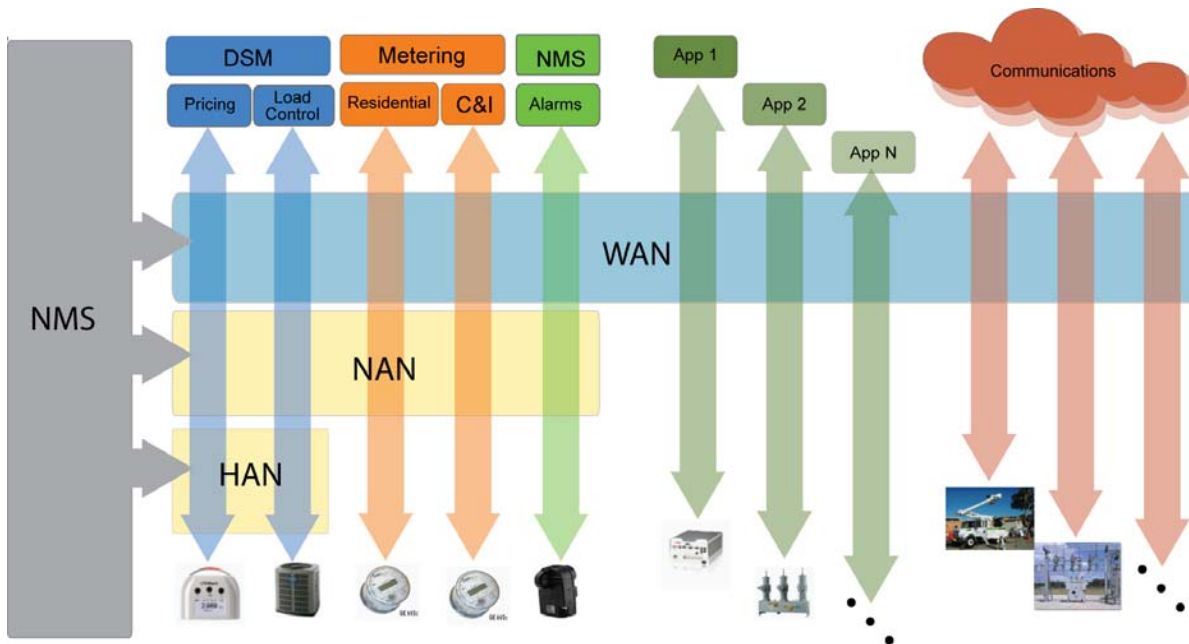 DSM
Metering
NMS
App 1
Communications
Pricing
Load
Control
Residential
C&I
Alarms
App 2
App N
WAN
NMS
NAN
HAN